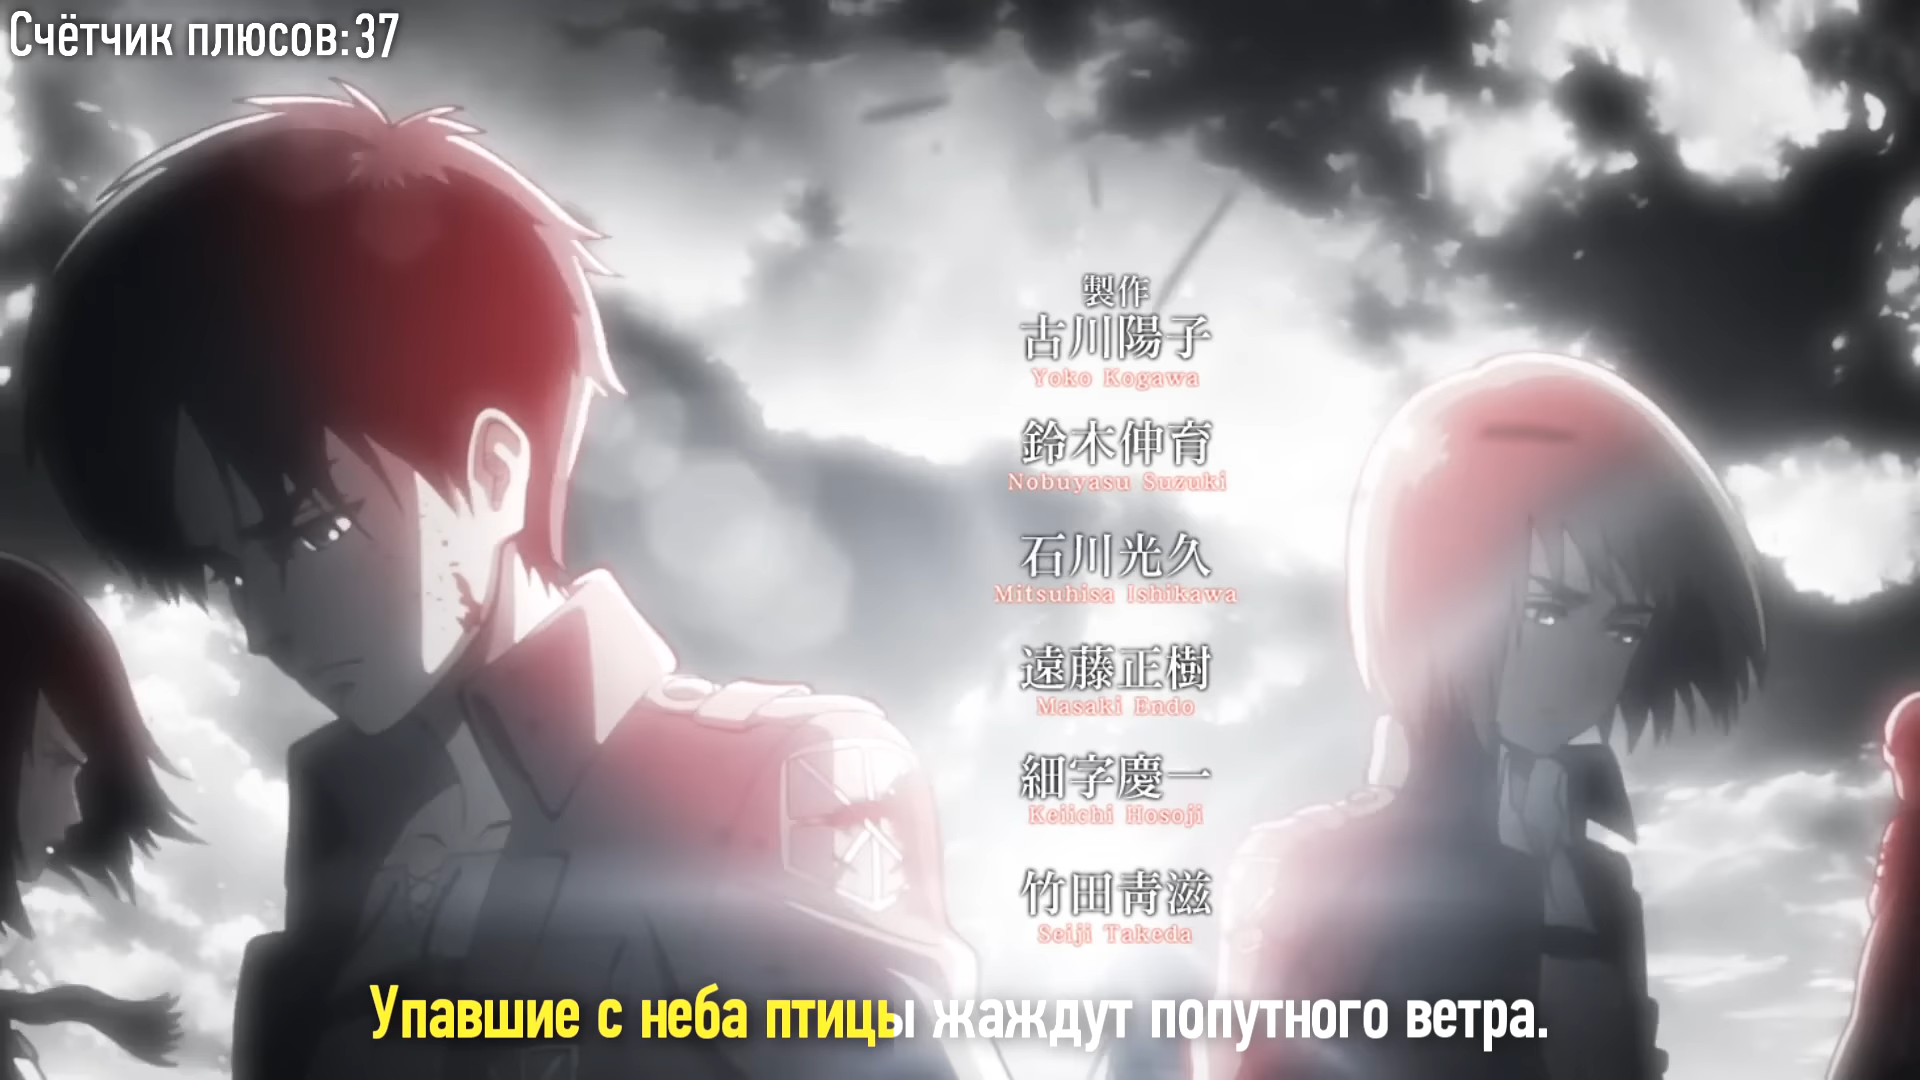 Счётчик плюсов:37
製作
古川陽子
Yoko Kogawa
鈴木伸育
Nobuyasu Suzuki
石川光久
Mitsuhisa Ishikawa
遠藤正樹
Masaki Endo
細字慶一
Keiichi Hosoji
竹田靑滋
Seiji Takeda
Упавшие с неба птицы жаждут попутного ветра.